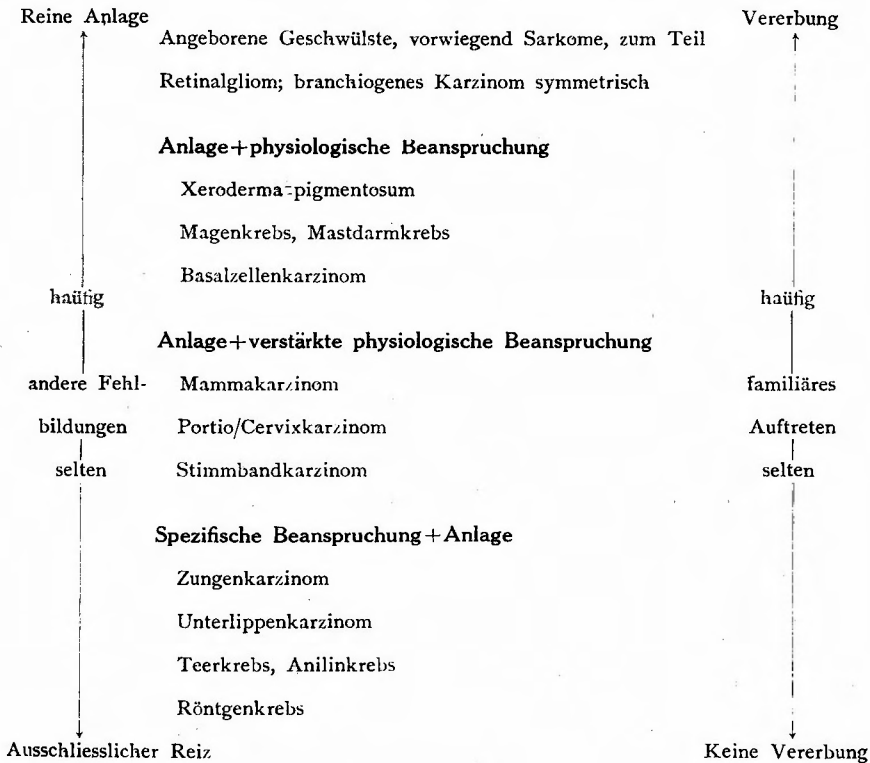 Reine Anlage Vererbung
Angeborene Geschwülste, vorwiegend Sarkome, zum Teil
Retinalgliom; branchiogenes Karzinom symmetrisch
Anlage+physiologische Beanspruchung
Xeroderma-pigmentosum
Magenkrebs, Mastdarmkrebs
Basalzellenkarzinom
haüfig haüfig
Anlage+verstärkte physiologische Beanspruchung
andere Fehl- Mammakarzinom familiäres
bildungen Portio/Cervixkarzinom Auftreten
selten Stimmbandkarzinom selten
Spezifische Beanspruchung+Anlage
Zungenkarzinom
Unterlippenkarzinom
Teerkrebs, Anilinkrebs
Röntgenkrebs
Ausschliesslicher Reiz Keine Vererbung